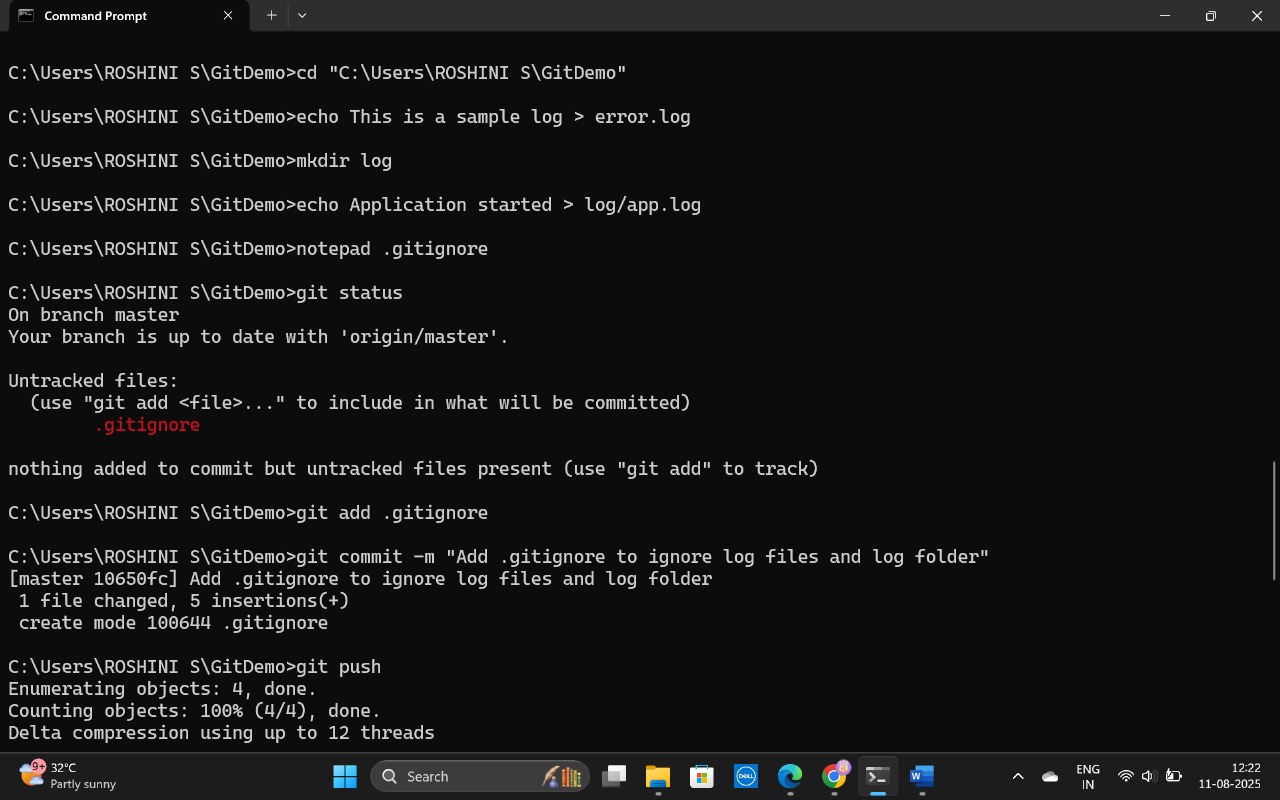 Command Prompt
C:\Users\ROSHINI S\GitDemo>cd "C:\Users\ROSHINI S\GitDemo"
C:\Users\ROSHINI S\GitDemo>echo This is a sample log > error.log
C:\Users\ROSHINI S\GitDemo>mkdir log
C:\Users\ROSHINI S\GitDemo>echo Application started > log/app.log
C:\Users\ROSHINI S\GitDemo>notepad .gitignore
C:\Users\ROSHINI S\GitDemo>git status
On branch master
Your branch is up to date with 'origin/master'.
Untracked files:
  (use "git add <file>..." to include in what will be committed)
        .gitignore
nothing added to commit but untracked files present (use "git add" to track)
C:\Users\ROSHINI S\GitDemo>git add .gitignore
C:\Users\ROSHINI S\GitDemo>git commit -m "Add .gitignore to ignore log files and log folder"
[master 10650fc] Add .gitignore to ignore log files and log folder
 1 file changed, 5 insertions(+)
 create mode 100644 .gitignore
C:\Users\ROSHINI S\GitDemo>git push
Enumerating objects: 4, done.
Counting objects: 100% (4/4), done.
Delta compression using up to 12 threads
9+
32°C
Partly sunny
Search
DELL
W
ENG
IN
12:22
11-08-2025